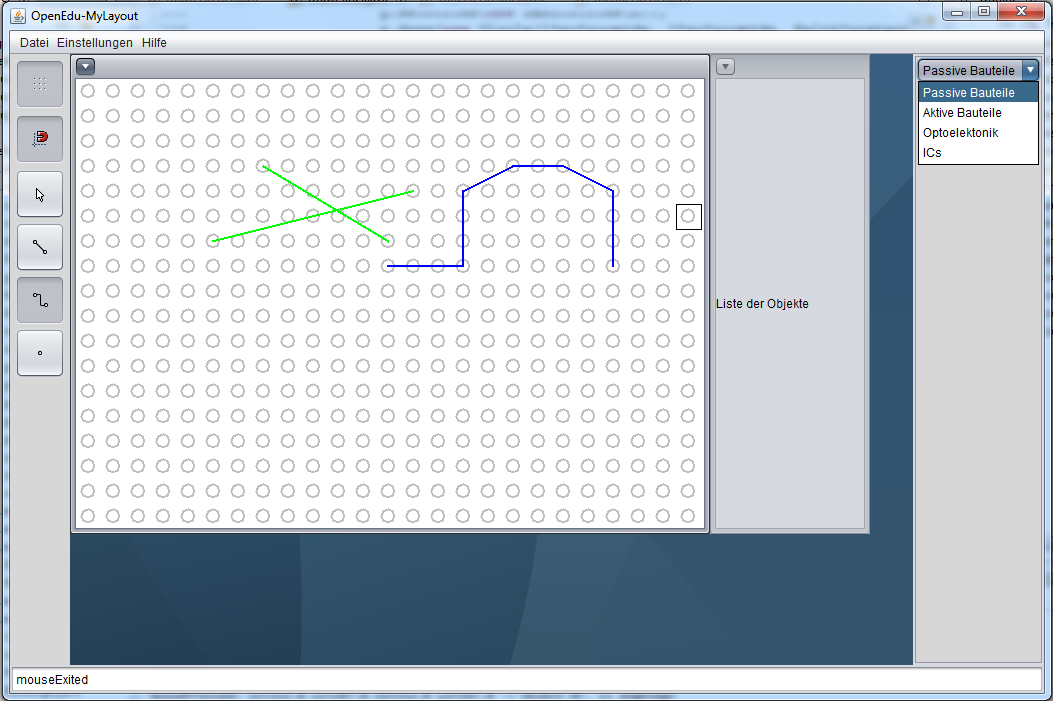 OpenEdu-MyLayout
Datei Einstellungen Hilfe
Passive Bauteile
Passive Bauteile
Aktive Bauteile
Optoelektonik
ICs
Liste der Objekte
mouseExited